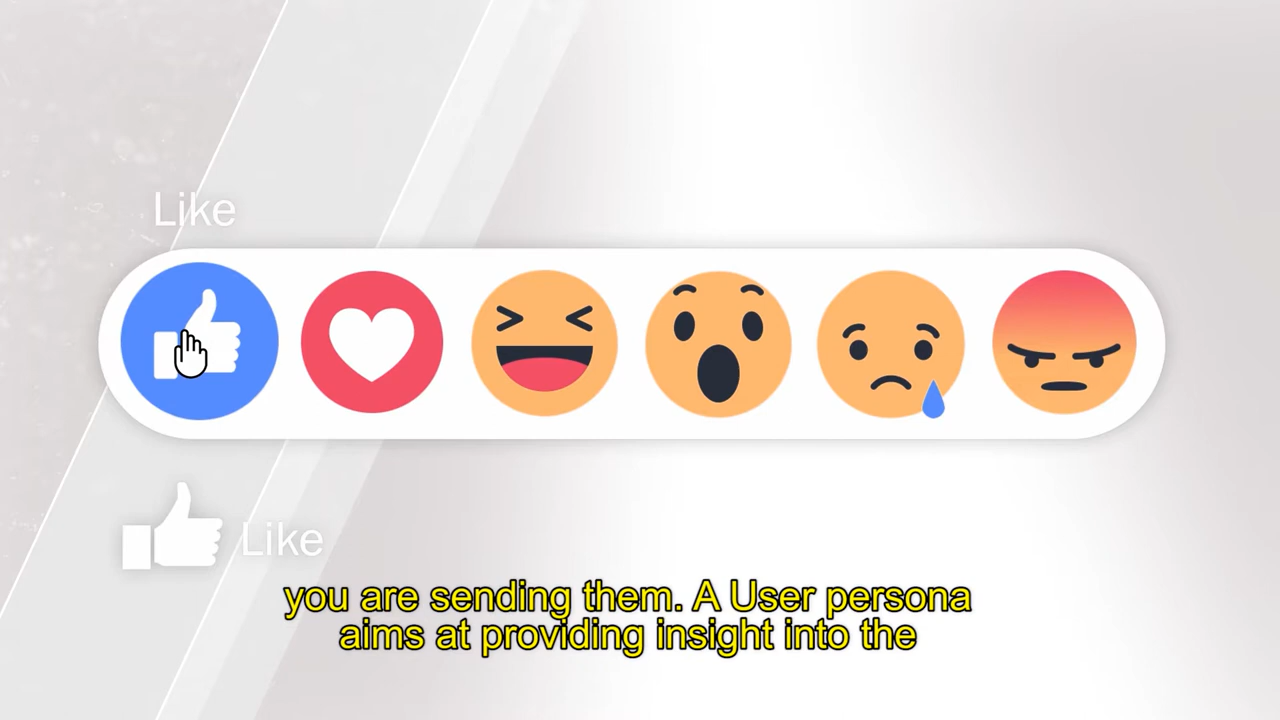 Like
Like
you are sending them. A User persona
aims at providing insight into the